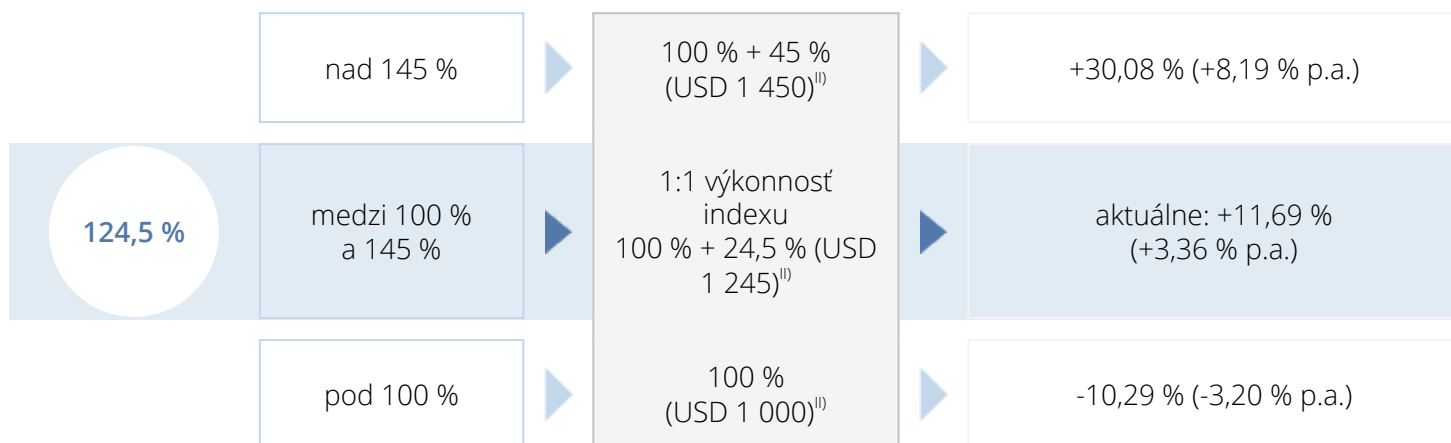 nad 145 %
100 % + 45 %
(USD 1 450)II)
+30,08 % (+8,19 % p.a.)
124,5 %
medzi 100 %
a 145 %
1:1 výkonnosť
indexu
100 % + 24,5 % (USD
1 245)II)
aktuálne: +11,69 %
(+3,36 % p.a.)
pod 100 %
100 %
(USD 1 000)II)
-10,29 % (-3,20 % p.a.)